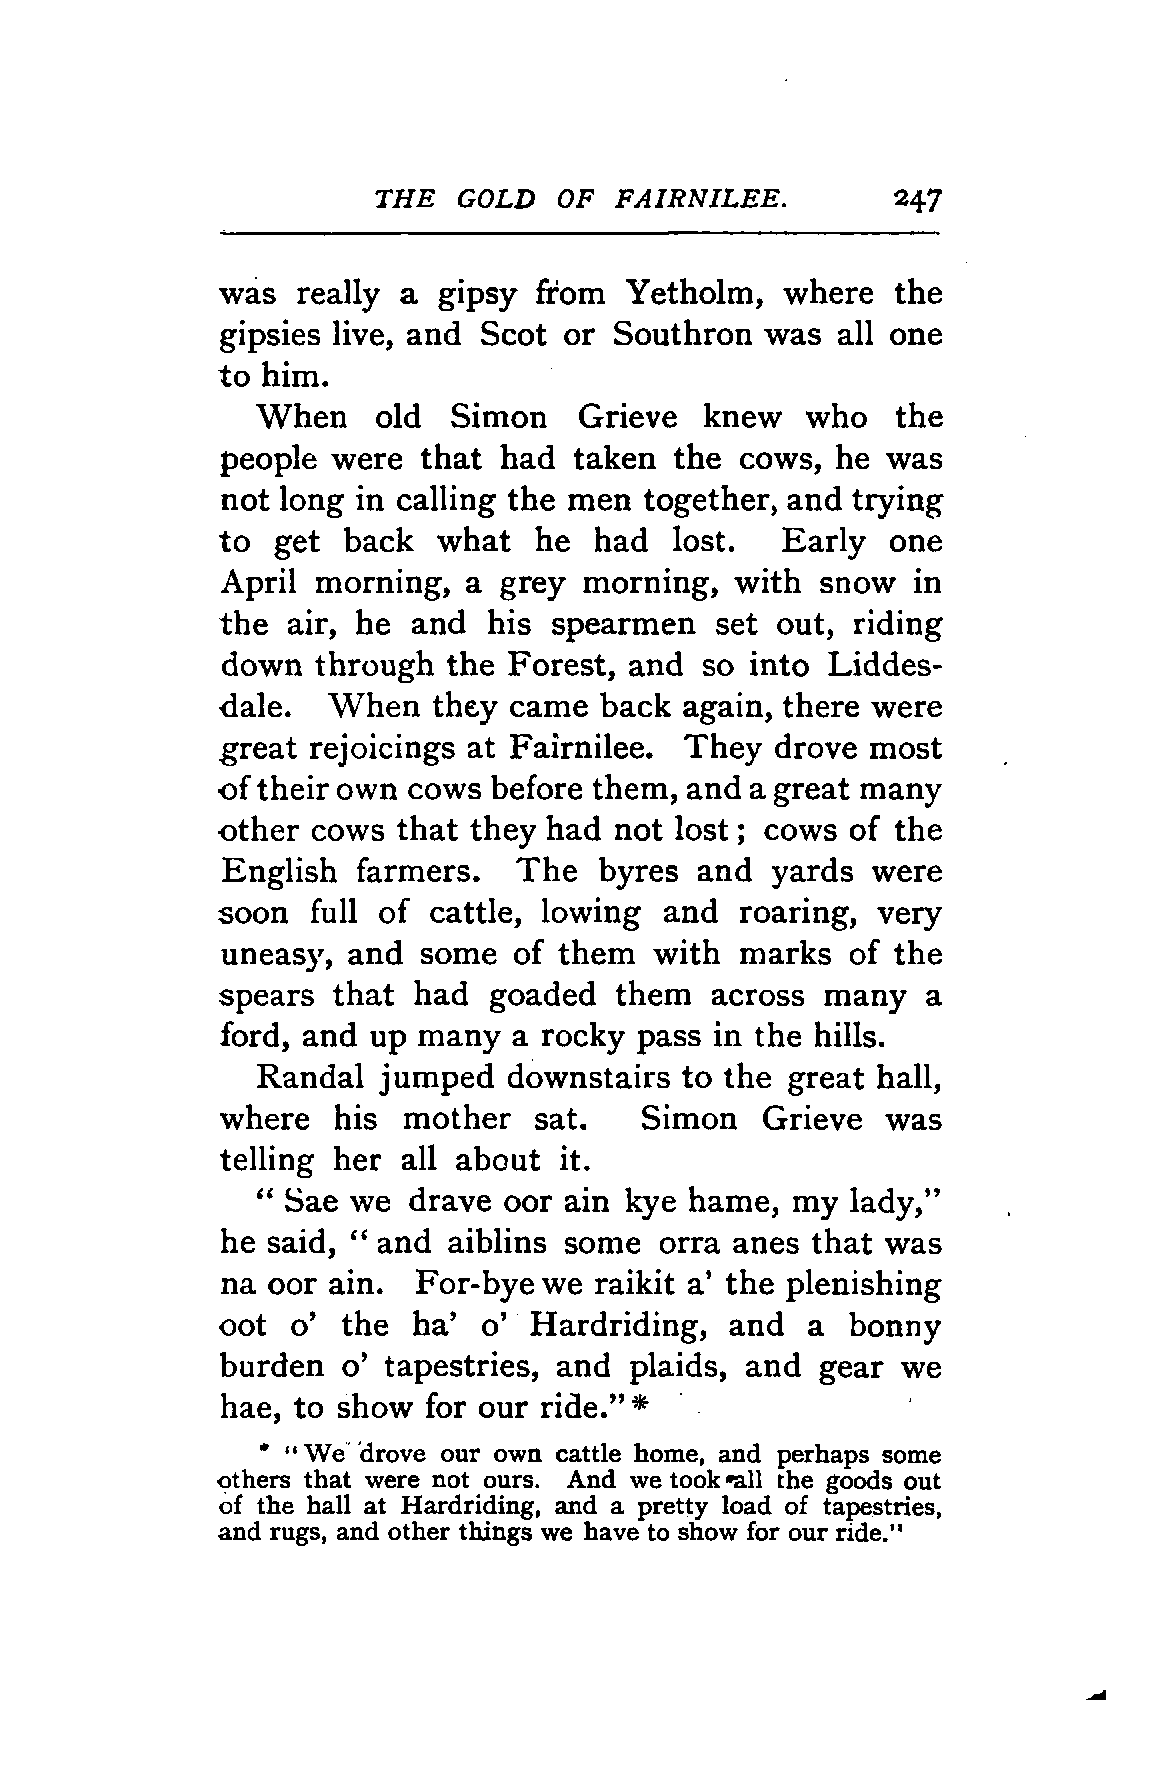 THE GOLD OF FAIRNILEE. 247
was really a gipsy from Yetholm, where the
gipsies live, and Scot or Southron was all one
to him.
When old Simon Grieve knew who the
people were that had taken the cows, he was
not long in calling the men together, and trying
to get back what he had lost. Early one
April morning, a grey morning, with snow in
the air, he and his spearmen set out, riding
down through the Forest, and so into Liddes-
dale. When they came back again, there were
great rejoicings at Fairnilee. They drove most
of their own cows before them, and a great many
other cows that they had not lost; cows of the
English farmers. The byres and yards were
soon full of cattle, lowing and roaring, very
uneasy, and some of them with marks of the
spears that had goaded them across many a
ford, and up many a rocky pass in the hills.
Randal jumped downstairs to the great hall,
where his mother sat. Simon Grieve was
telling her all about it.
"Sae we drave oor ain kye hame, my lady,"
he said, "and aiblins some orra anes that was
na oor ain. For-bye we raikit a' the plenishing
oot o' the ha' o' Hardriding, and a bonny
burden o' tapestries, and plaids, and gear we
hae, to show for our ride."*
* "We drove our own cattle home, and perhaps some
others that were not ours. And we took all the goods out
of the hall at Hardriding, and a pretty load of tapestries,
and rugs, and other things we have to show for our ride."